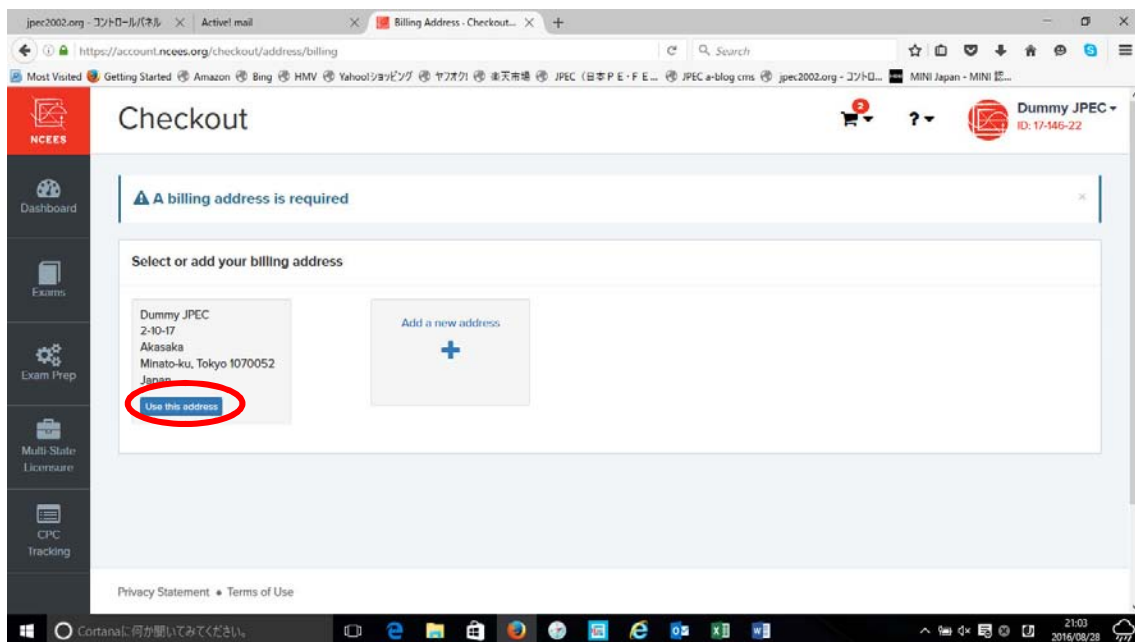 jpec2002.org - コントロールパネル
Active! mail
Billing Address - Checkout...
https://account.ncees.org/checkout/address/billing
Search
Most Visited Getting Started Amazon Bing HMV Yahoo!ショッピング ヤフオク! 楽天市場 JPEC (日本PE・FE... JPEC a-blog cms jpec2002.org - コントロ... MINI Japan - MINI 認...
NCEES
Checkout
2
?
Dummy JPEC
ID: 17-146-22
Dashboard
A billing address is required
Exams
Select or add your billing address
Dummy JPEC
2-10-17
Akasaka
Minato-ku, Tokyo 1070052
Japan
Use this address
Add a new address
Exam Prep
Multi-State
Licensure
CPC
Tracking
Privacy Statement • Terms of Use
Cortanaに何か聞いてみてください。
21:03
2016/08/28